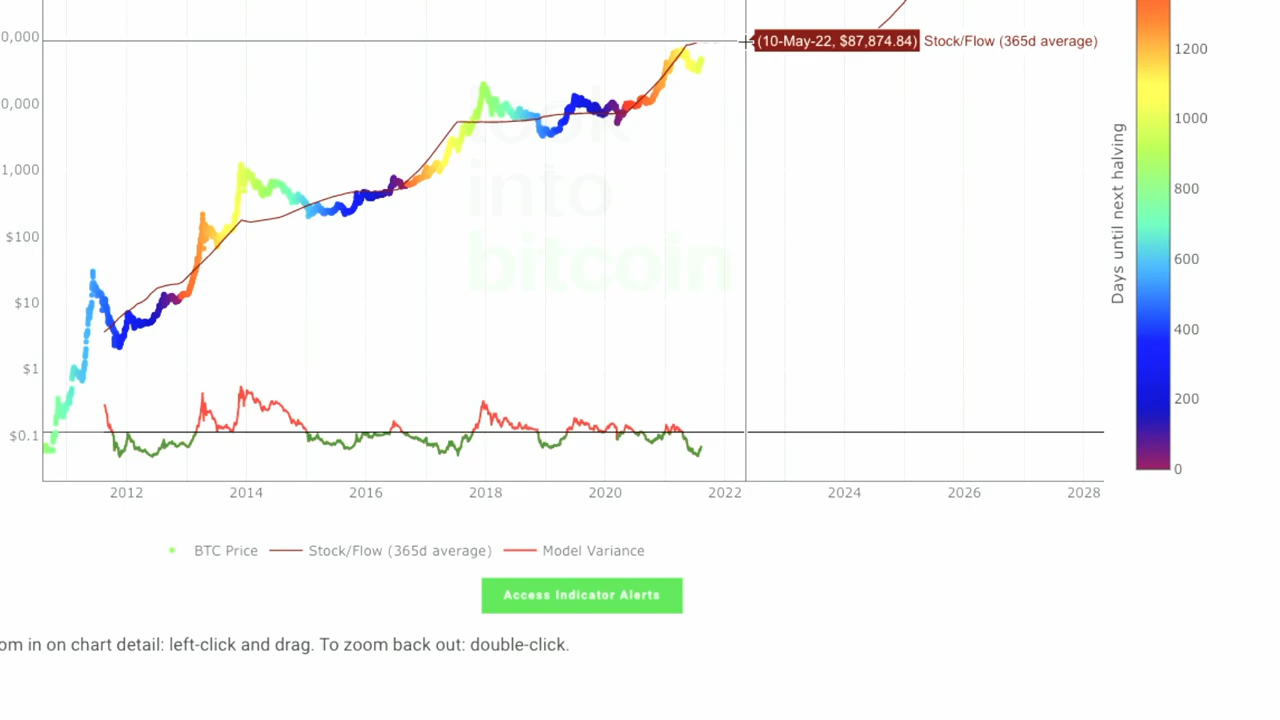 0,000
(10-May-22, $87,874.84) Stock/Flow (365d average)
1200
0,000
1000
1,000
800
into
$100
600
bitcoin
$10
400
$1
200
$0.1
0
Days until next halving
2012 2014 2016 2018 2020 2022 2024 2026 2028
BTC Price Stock/Flow (365d average) Model Variance
Access Indicator Alerts
om in on chart detail: left-click and drag. To zoom back out: double-click.